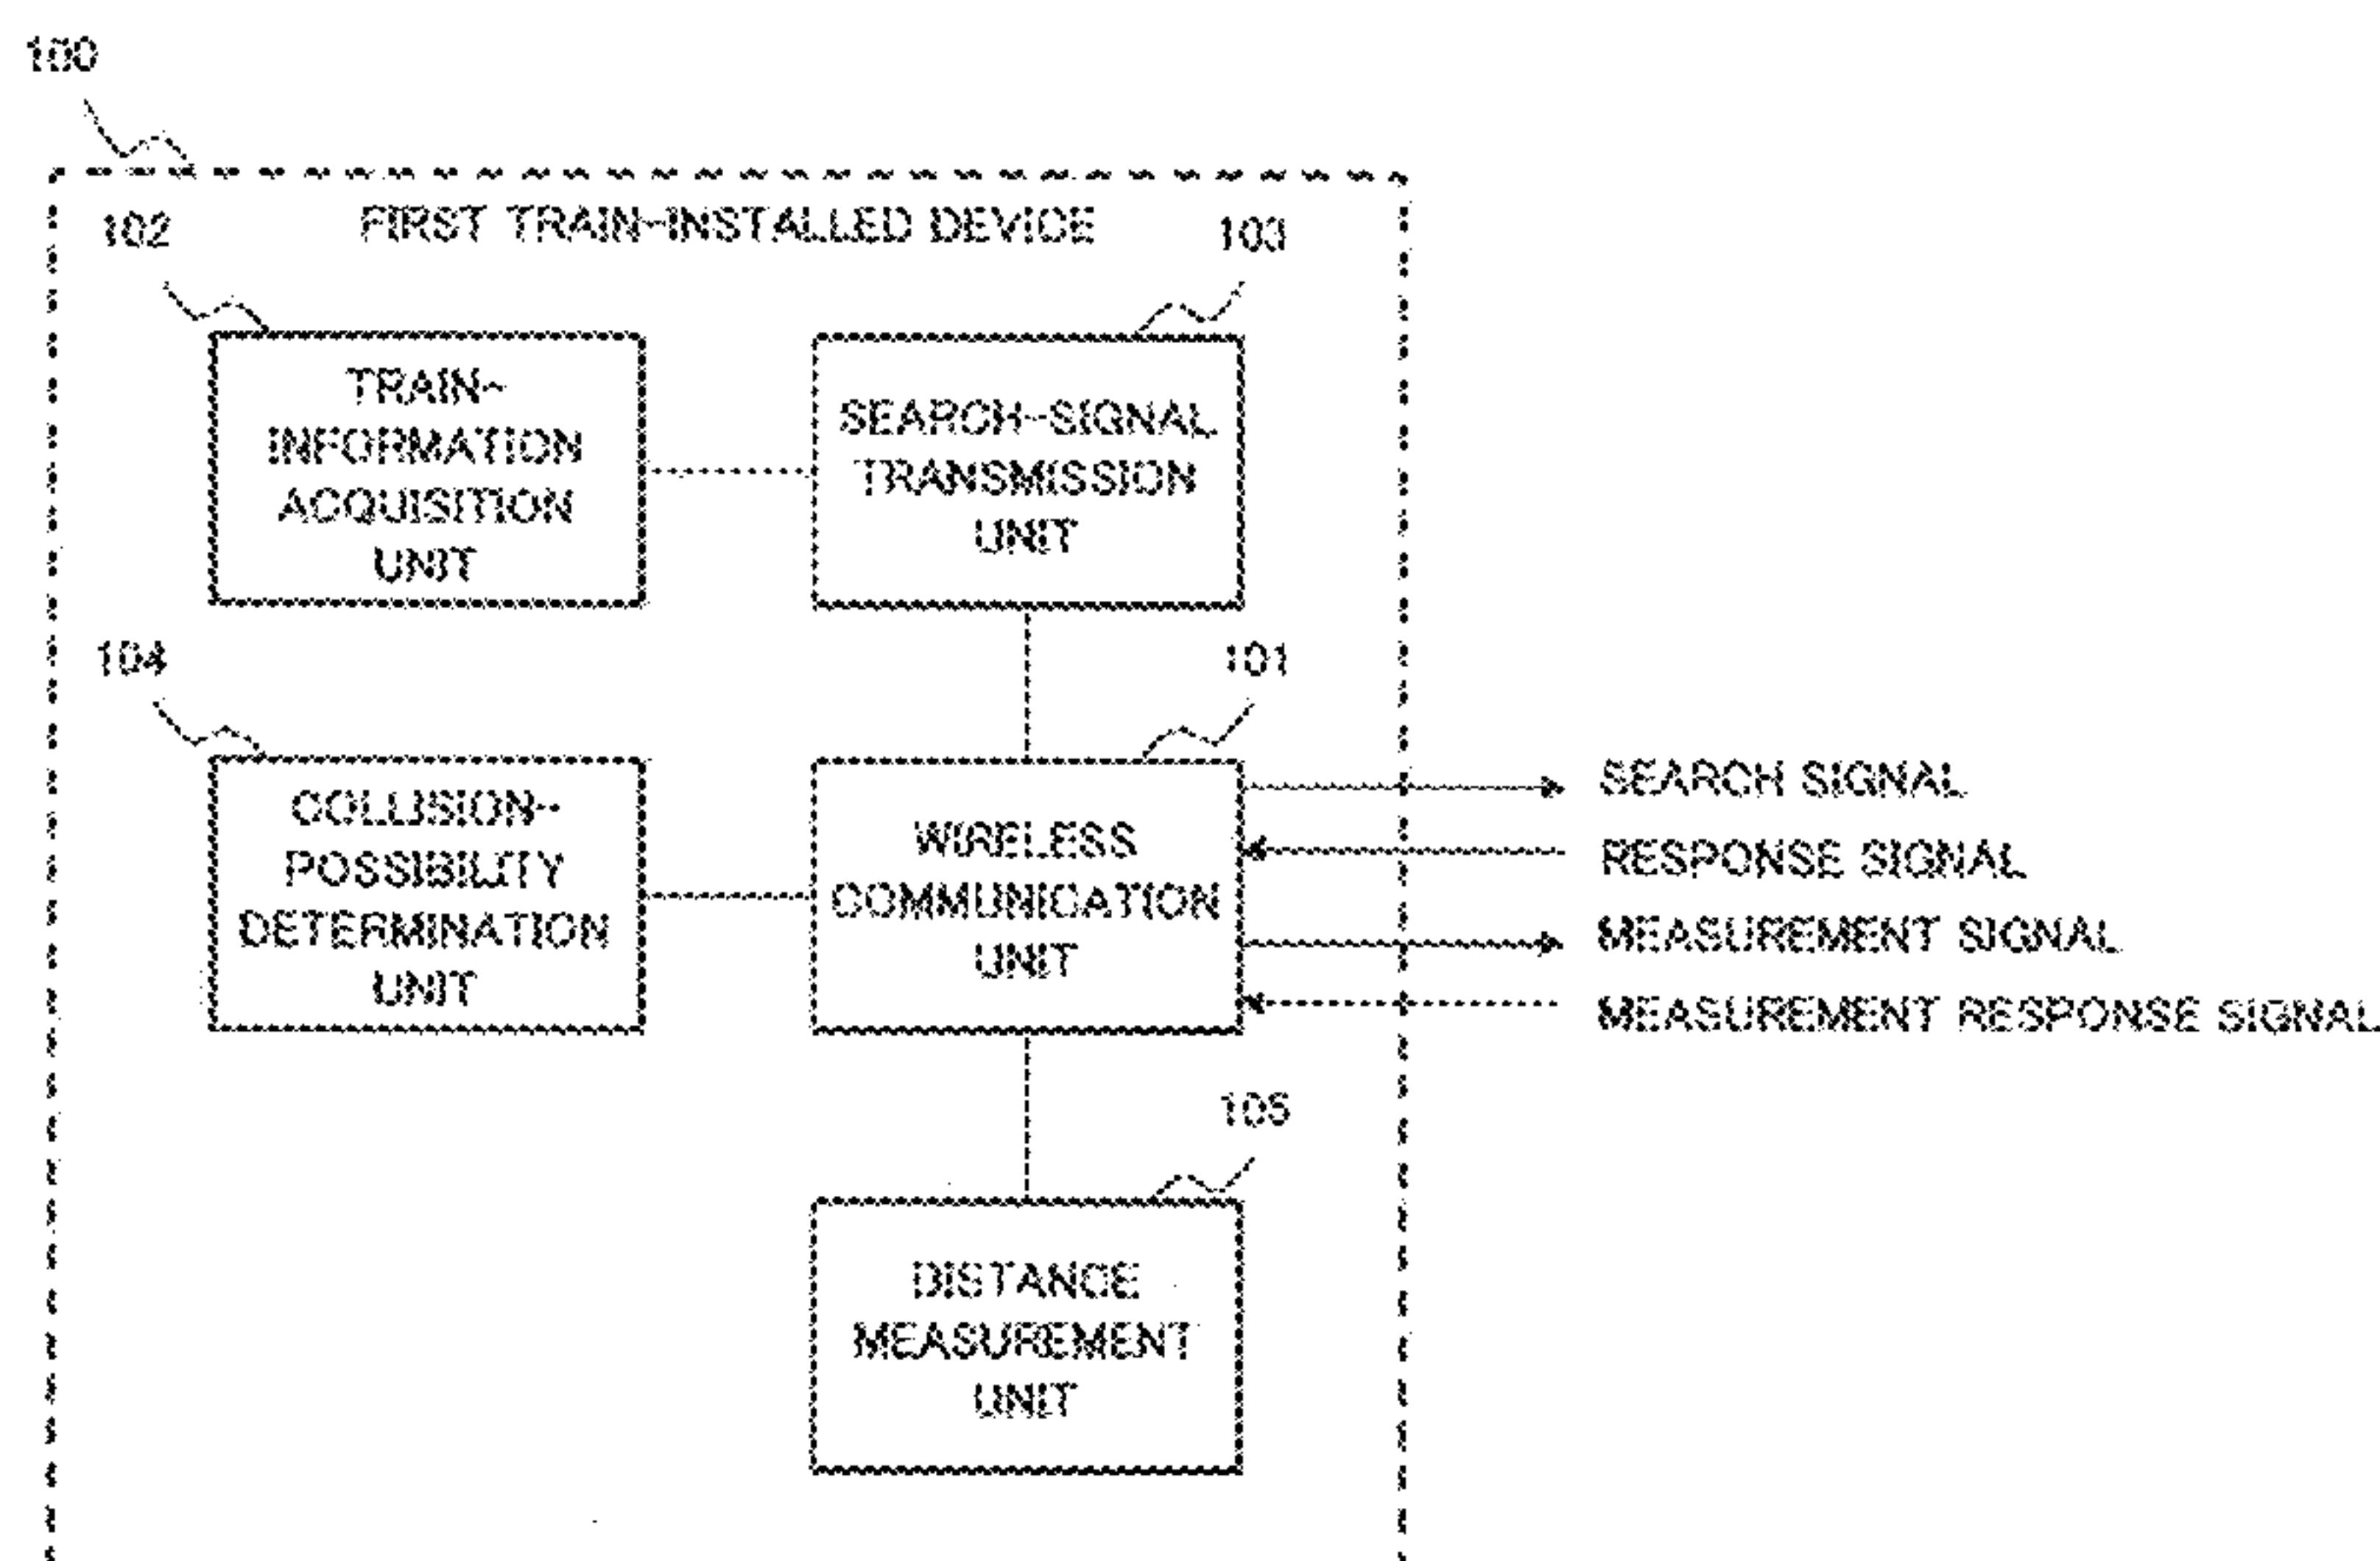 100
FIRST TRAIN-INSTALLED DEVICE
102
103
TRAIN-
INFORMATION
ACQUISITION
UNIT
SEARCH-SIGNAL
TRANSMISSION
UNIT
104
101
COLLISION-
POSSIBILITY
DETERMINATION
UNIT
WIRELESS
COMMUNICATION
UNIT
SEARCH SIGNAL
RESPONSE SIGNAL
MEASUREMENT SIGNAL
MEASUREMENT RESPONSE SIGNAL
105
DISTANCE
MEASUREMENT
UNIT